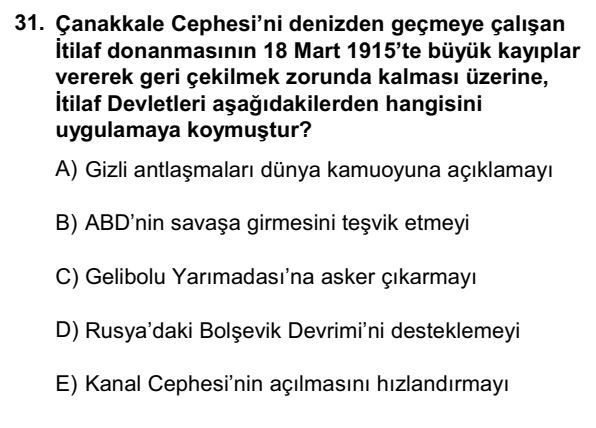 31. Çanakkale Cephesi’ni denizden geçmeye çalışan
İtilaf donanmasının 18 Mart 1915’te büyük kayıplar
vererek geri çekilmek zorunda kalması üzerine,
İtilaf Devletleri aşağıdakilerden hangisini
uygulamaya koymuştur?
A) Gizli antlaşmaları dünya kamuoyuna açıklamayı
B) ABD’nin savaşa girmesini teşvik etmeyi
C) Gelibolu Yarımadası’na asker çıkarmayı
D) Rusya’daki Bolşevik Devrimi’ni desteklemeyi
E) Kanal Cephesi’nin açılmasını hızlandırmayı